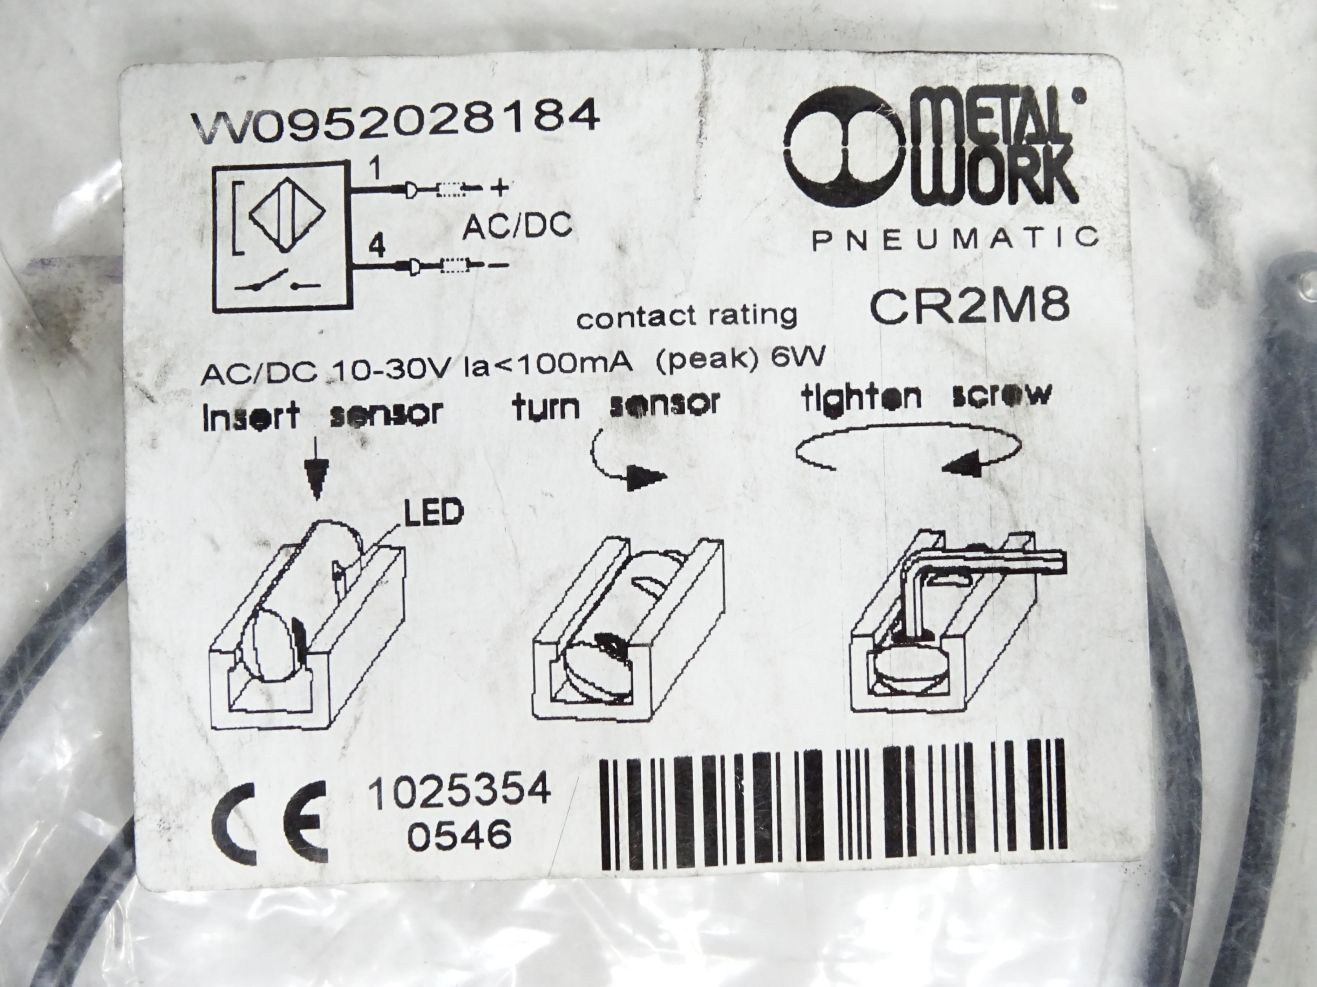 W0952028184
METAL
WORK
PNEUMATIC
1
+
AC/DC
4
−
contact rating
CR2M8
AC/DC 10-30V Ia<100mA (peak) 6W
insert sensor
turn sensor
tighten screw
LED
CE
1025354
0546